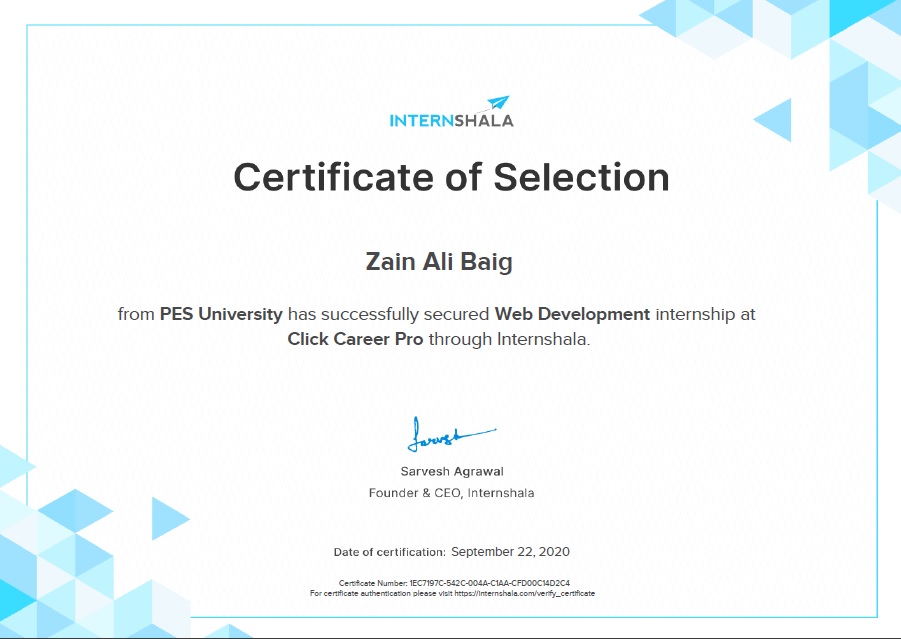 INTERNSHALA
Certificate of Selection
Zain Ali Baig
from PES University has successfully secured Web Development internship at
Click Career Pro through Internshala.
Sarvesh
Sarvesh Agrawal
Founder & CEO, Internshala
Date of certification: September 22, 2020
Certificate Number: 1EC7197C-542C-004A-C1AA-CFD00C14D2C4
For certificate authentication please visit https://internshala.com/verify_certificate